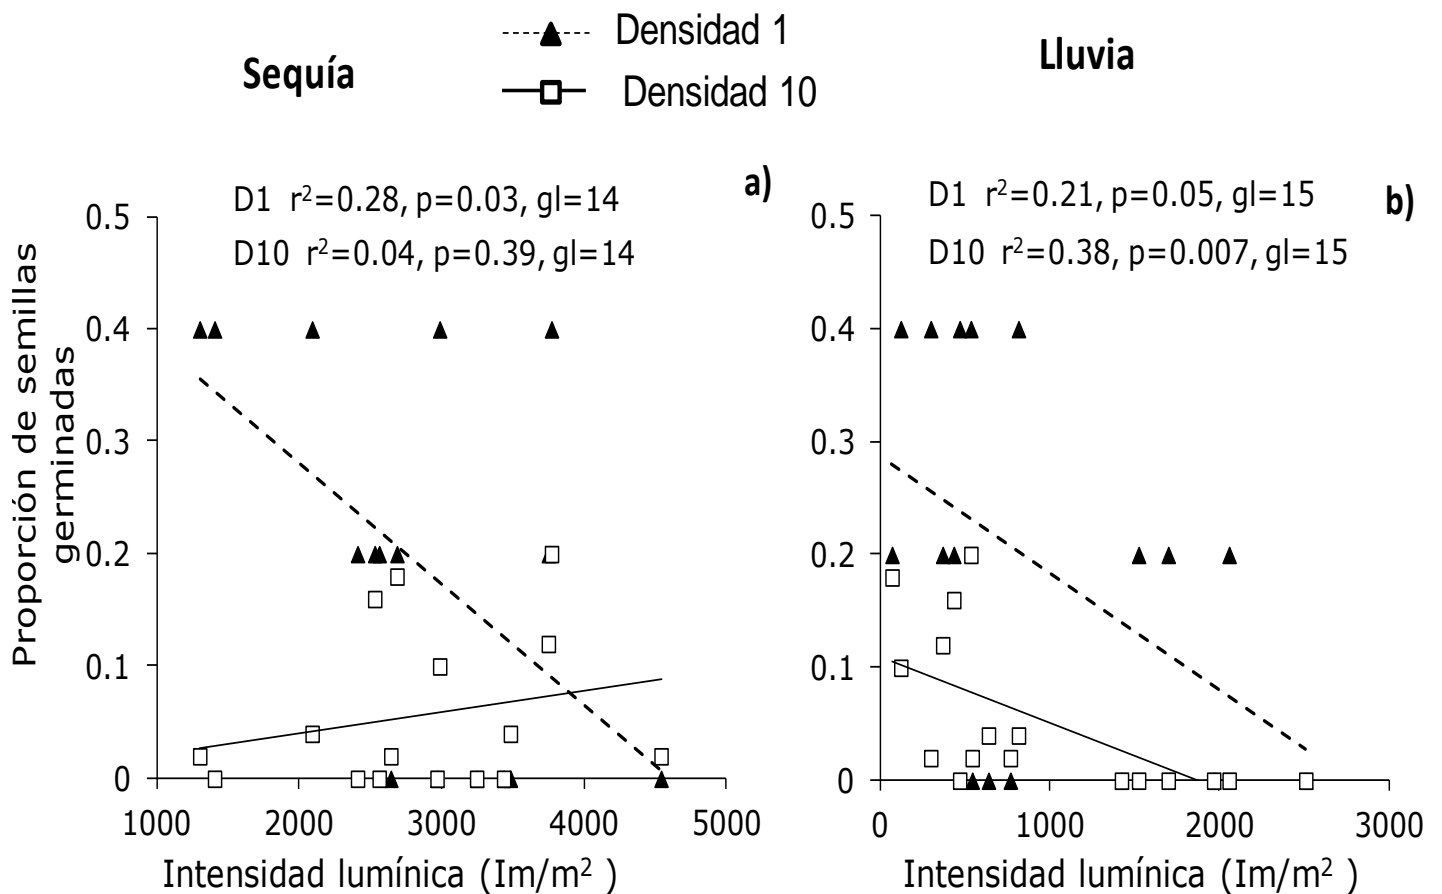 Densidad 1
Sequía
Lluvia
Densidad 10
a)
D1 r²=0.28, p=0.03, gl=14
D10 r²=0.04, p=0.39, gl=14
b)
D1 r²=0.21, p=0.05, gl=15
D10 r²=0.38, p=0.007, gl=15
Proporción de semillas
germinadas
0.5
0.4
0.3
0.2
0.1
0
1000 2000 3000 4000 5000
Intensidad lumínica (Im/m² )
0.5
0.4
0.3
0.2
0.1
0
0 1000 2000 3000
Intensidad lumínica (Im/m² )